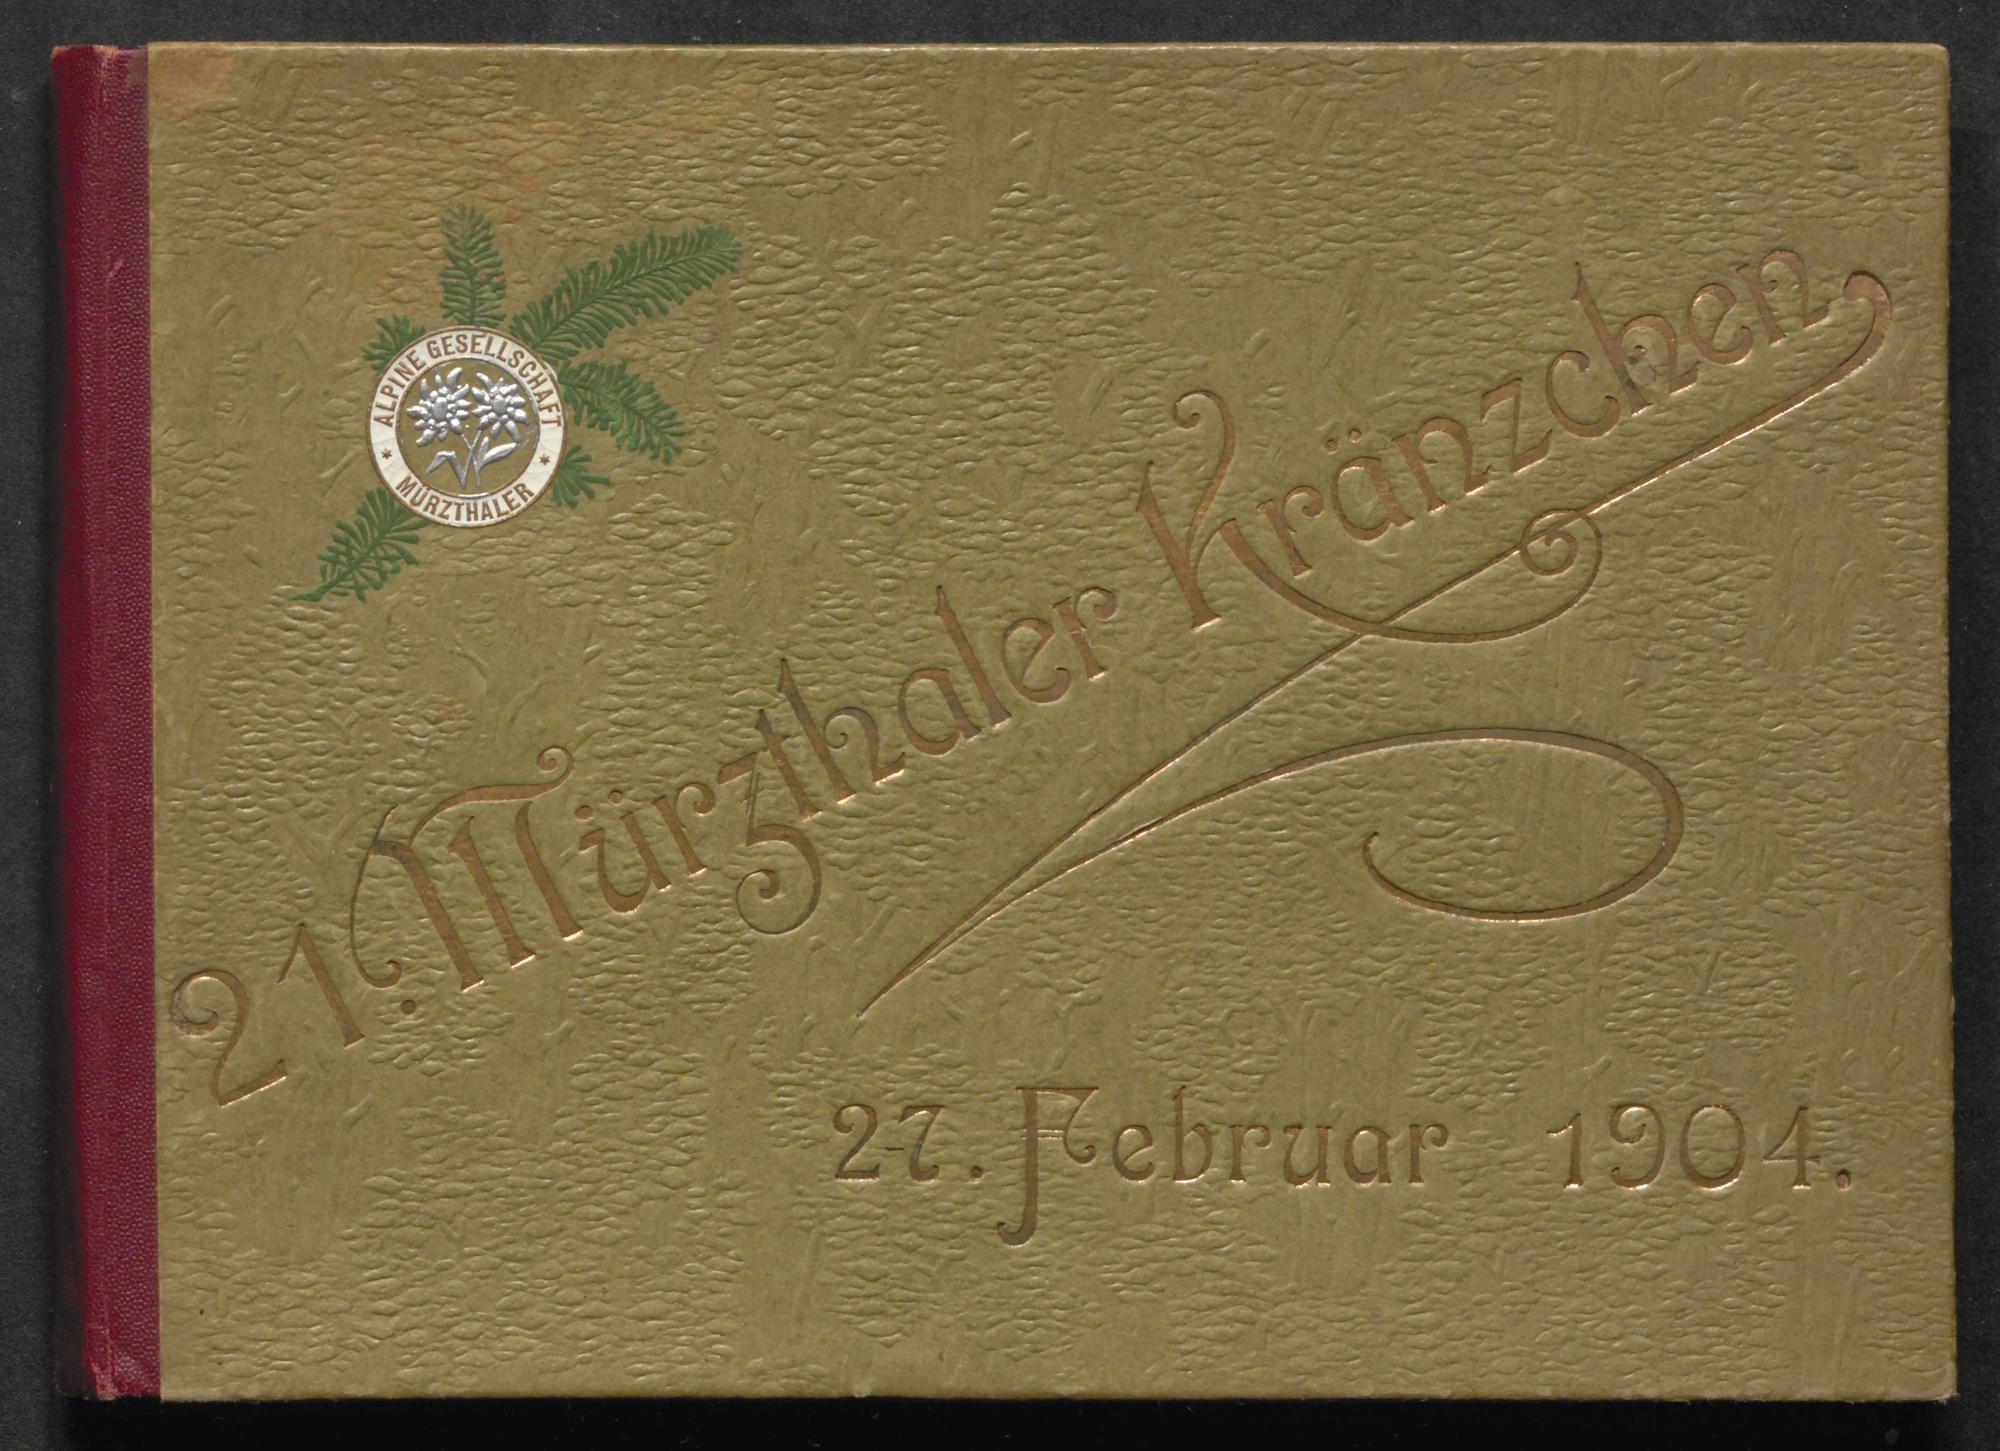 ALPINE GESELLSCHAFT
* MÜRZTHALER *
21. Mürzthaler Kränzchen
27. Februar 1904.